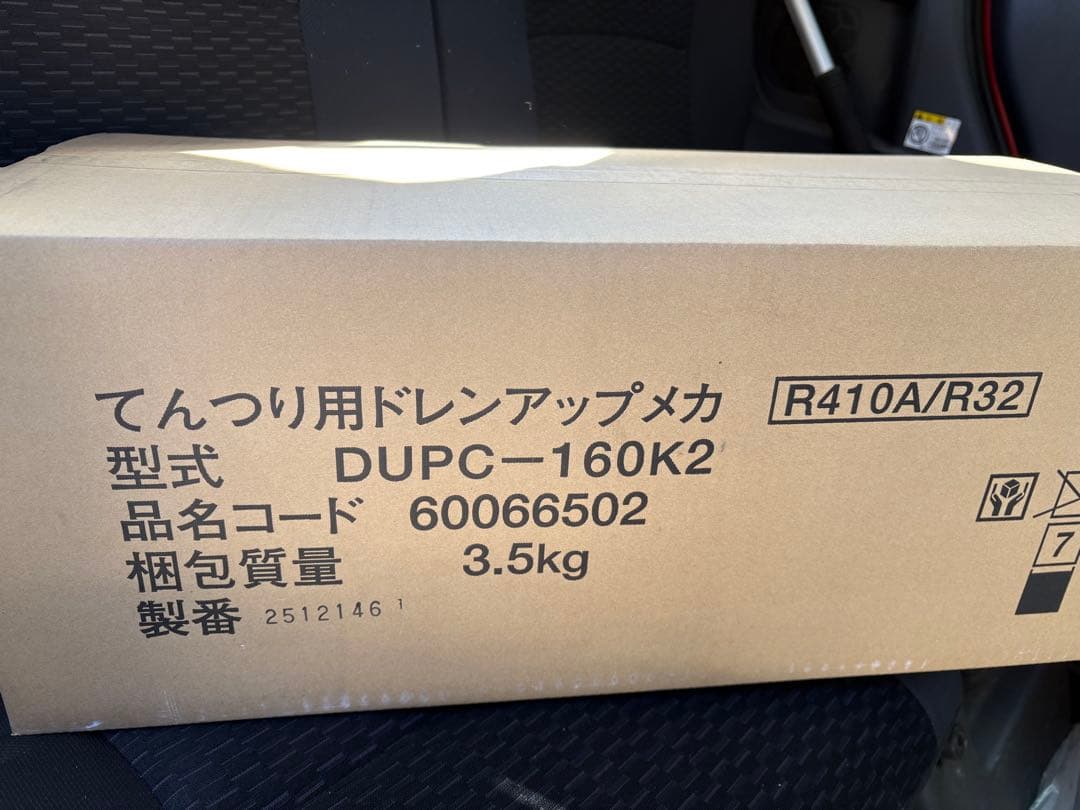 てんつり用ドレンアップメカ R410A/R32
型式 DUPC-160K2
品名コード 60066502
梱包質量 3.5kg
製番 2512146 1
7